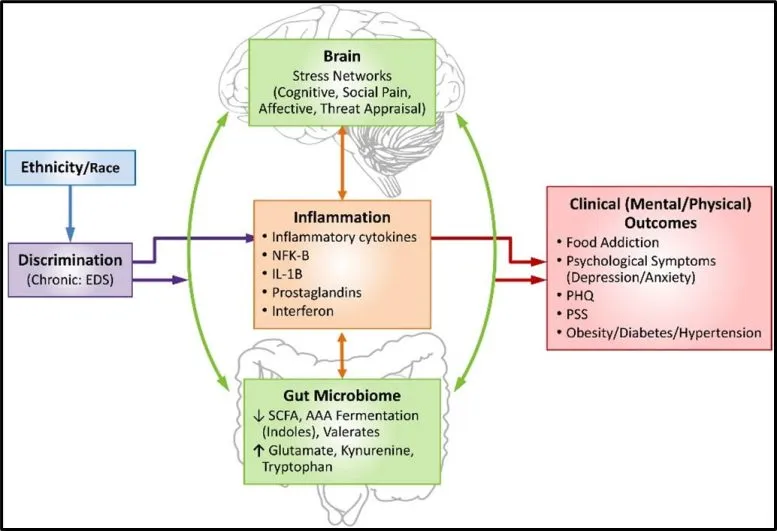 Brain
Stress Networks
(Cognitive, Social Pain,
Affective, Threat Appraisal)
Ethnicity/Race
Discrimination
(Chronic: EDS)
Inflammation
• Inflammatory cytokines
• NFK-B
• IL-1B
• Prostaglandins
• Interferon
Clinical (Mental/Physical)
Outcomes
• Food Addiction
• Psychological Symptoms
(Depression/Anxiety)
• PHQ
• PSS
• Obesity/Diabetes/Hypertension
Gut Microbiome
↓ SCFA, AAA Fermentation
(Indoles), Valerates
↑ Glutamate, Kynurenine,
Tryptophan